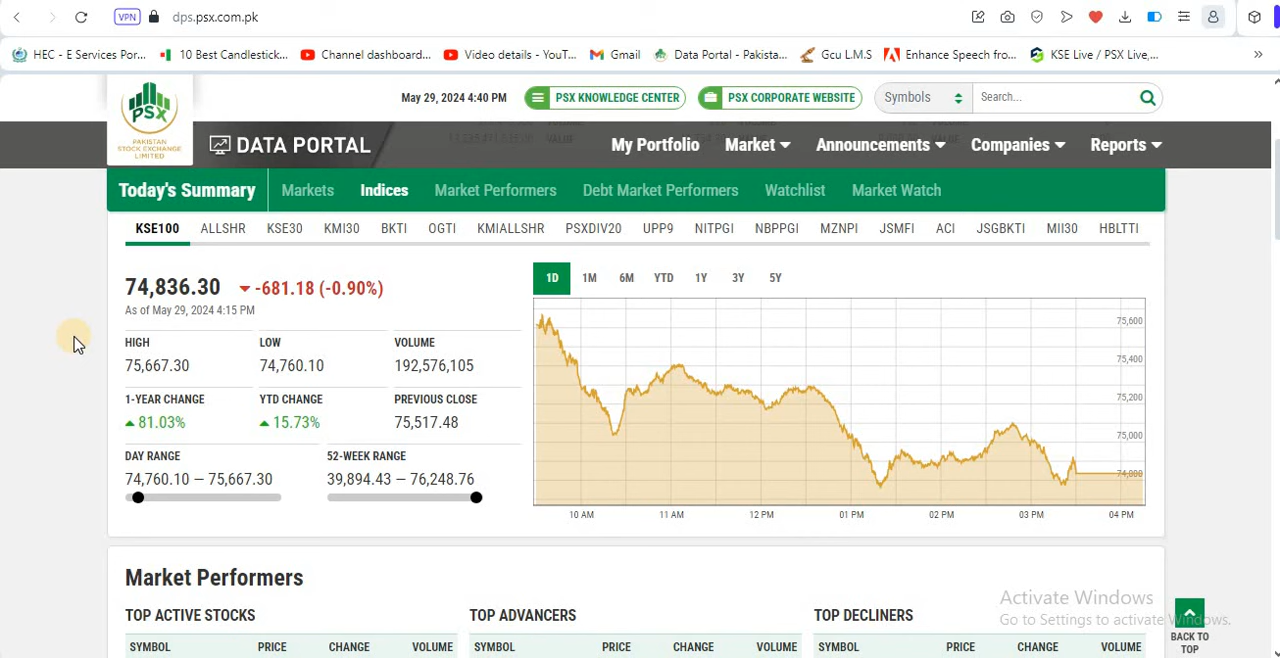 VPN dps.psx.com.pk
HEC - E Services Por... 10 Best Candlestick... Channel dashboard... Video details - YouT... Gmail Data Portal - Pakista... Gcu L.M.S Enhance Speech fro... KSE Live / PSX Live,... »
PSX
PAKISTAN
STOCK EXCHANGE
LIMITED
May 29, 2024 4:40 PM PSX KNOWLEDGE CENTER PSX CORPORATE WEBSITE Symbols Search...
DATA PORTAL My Portfolio Market Announcements Companies Reports
Today's Summary Markets Indices Market Performers Debt Market Performers Watchlist Market Watch
KSE100 ALLSHR KSE30 KMI30 BKTI OGTI KMIALLSHR PSXDIV20 UPP9 NITPGI NBPPGI MZNPI JSMFI ACI JSGBKTI MII30 HBLTTI
74,836.30 -681.18 (-0.90%)
As of May 29, 2024 4:15 PM
HIGH LOW VOLUME
75,667.30 74,760.10 192,576,105
1-YEAR CHANGE YTD CHANGE PREVIOUS CLOSE
81.03% 15.73% 75,517.48
DAY RANGE 52-WEEK RANGE
74,760.10 — 75,667.30 39,894.43 — 76,248.76
1D 1M 6M YTD 1Y 3Y 5Y
75,600
75,400
75,200
75,000
10 AM 11 AM 12 PM 01 PM 02 PM 03 PM 04 PM
Market Performers
TOP ACTIVE STOCKS TOP ADVANCERS TOP DECLINERS
SYMBOL PRICE CHANGE VOLUME SYMBOL PRICE CHANGE VOLUME SYMBOL PRICE CHANGE VOLUME
Activate Windows
Go to Settings to activate Windows.
BACK TO
TOP